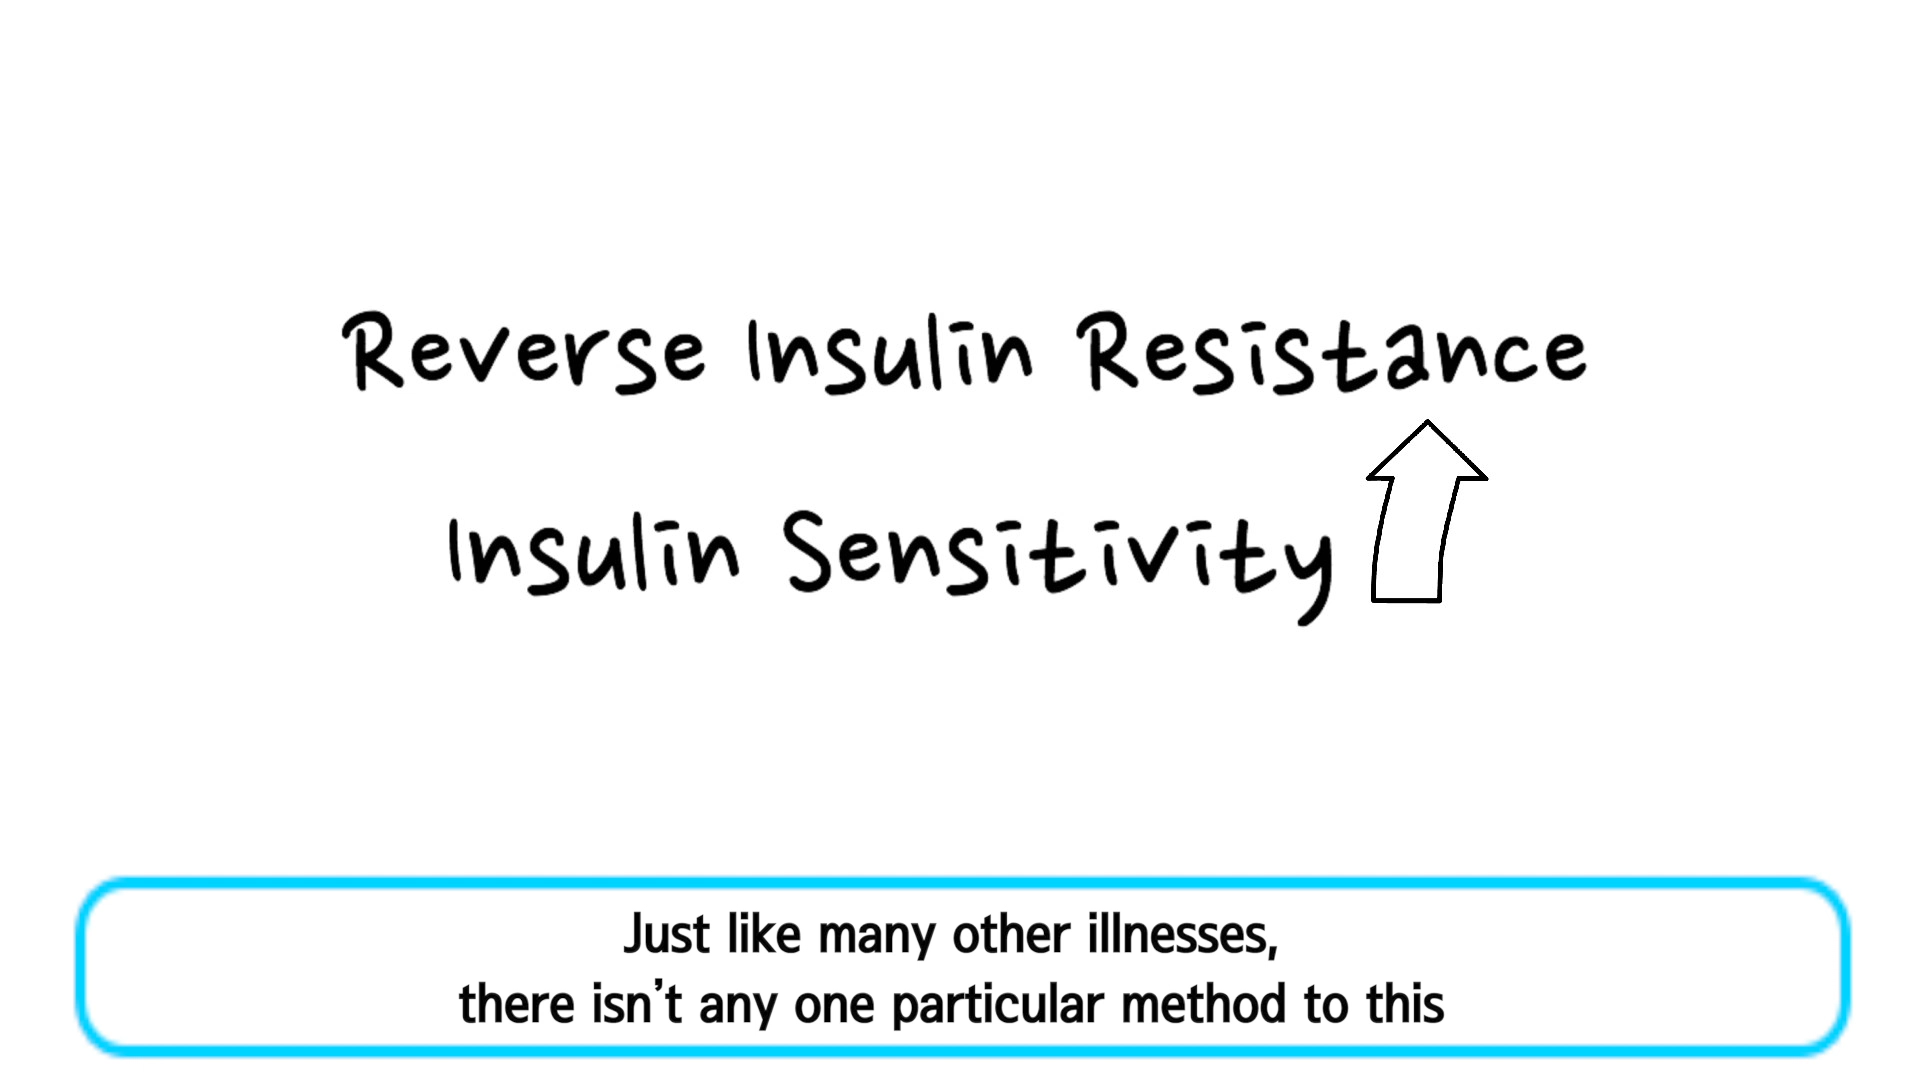 Reverse Insulin Resistance
Insulin Sensitivity
Just like many other illnesses,
there isn't any one particular method to this